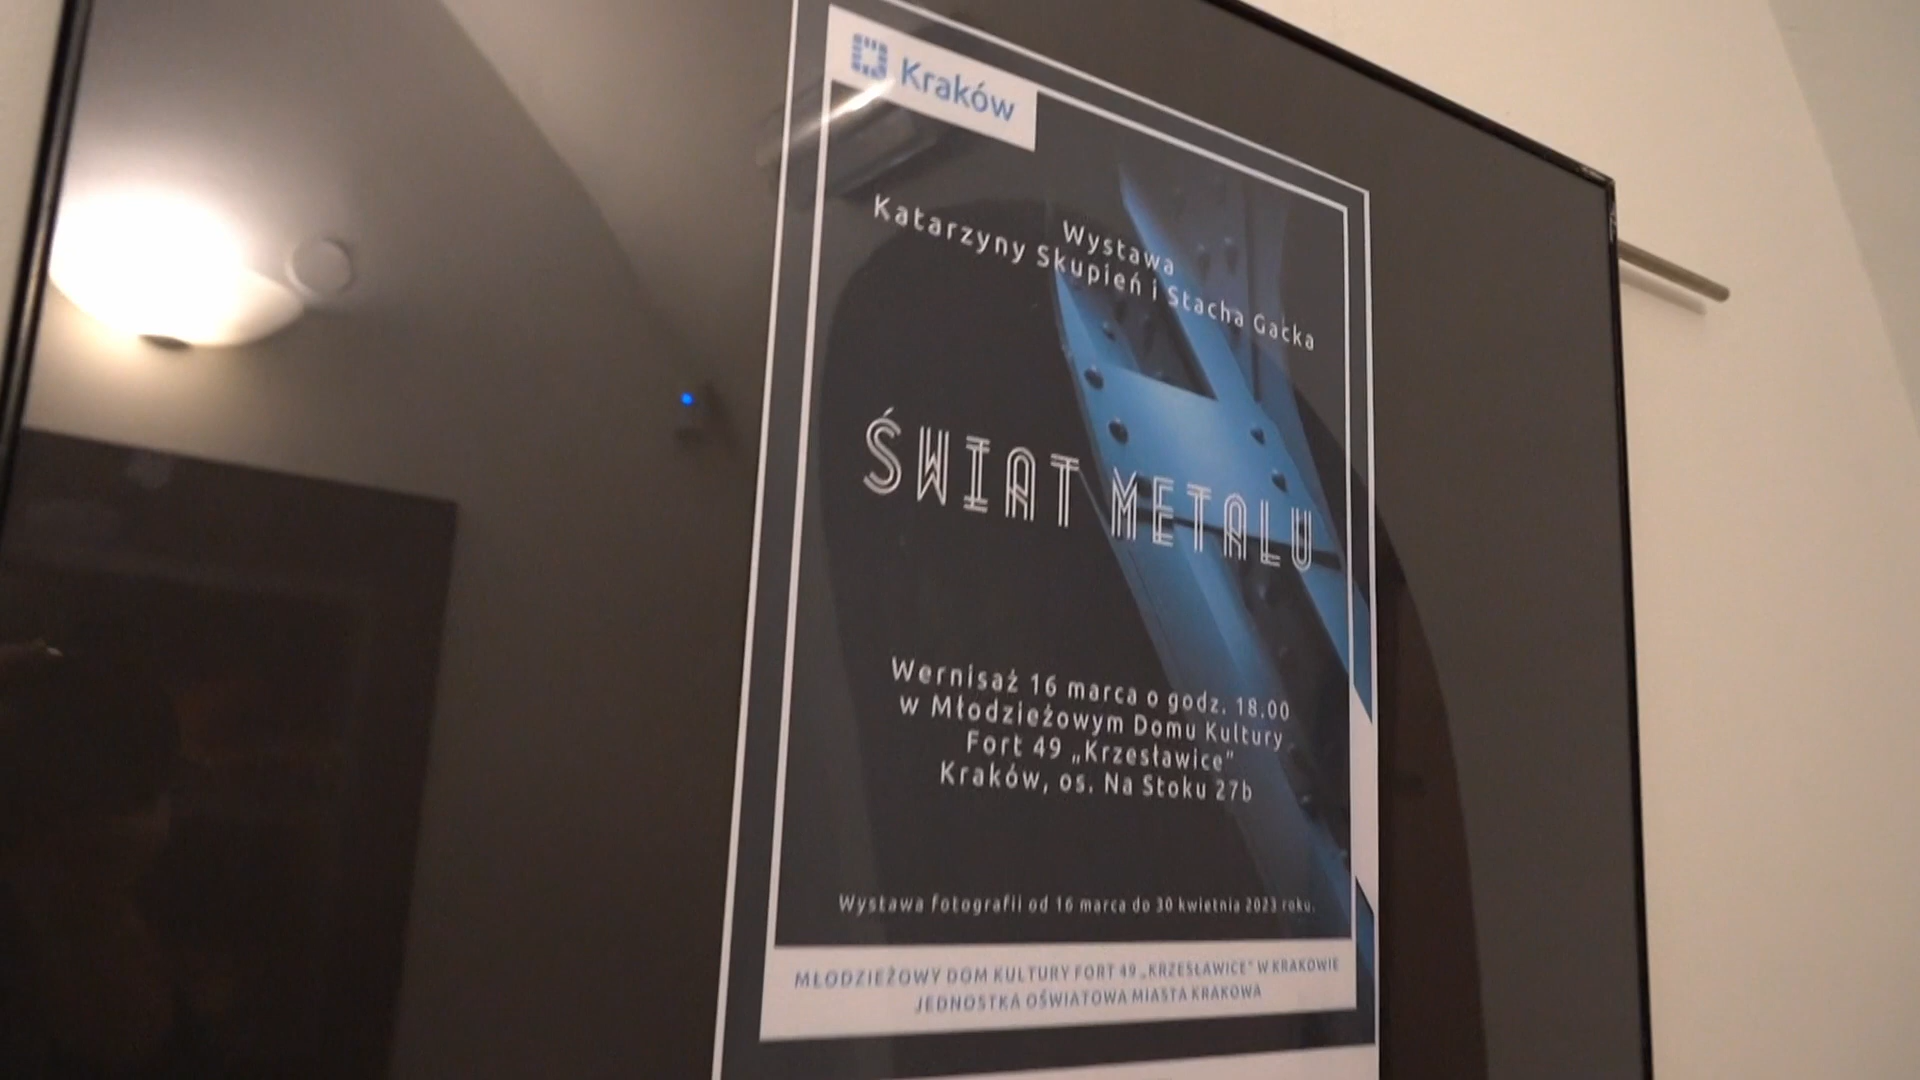 Kraków
Wystawa
Katarzyny Skupień i Stacha Gacka
ŚWIAT METALU
Wernisaż 16 marca o godz. 18.00
w Młodzieżowym Domu Kultury
Fort 49 „Krzesławice”
Kraków, os. Na Stoku 27b
Wystawa fotografii od 16 marca do 30 kwietnia 2023 roku.
MŁODZIEŻOWY DOM KULTURY FORT 49 „KRZESŁAWICE” W KRAKOWIE
JEDNOSTKA OŚWIATOWA MIASTA KRAKOWA